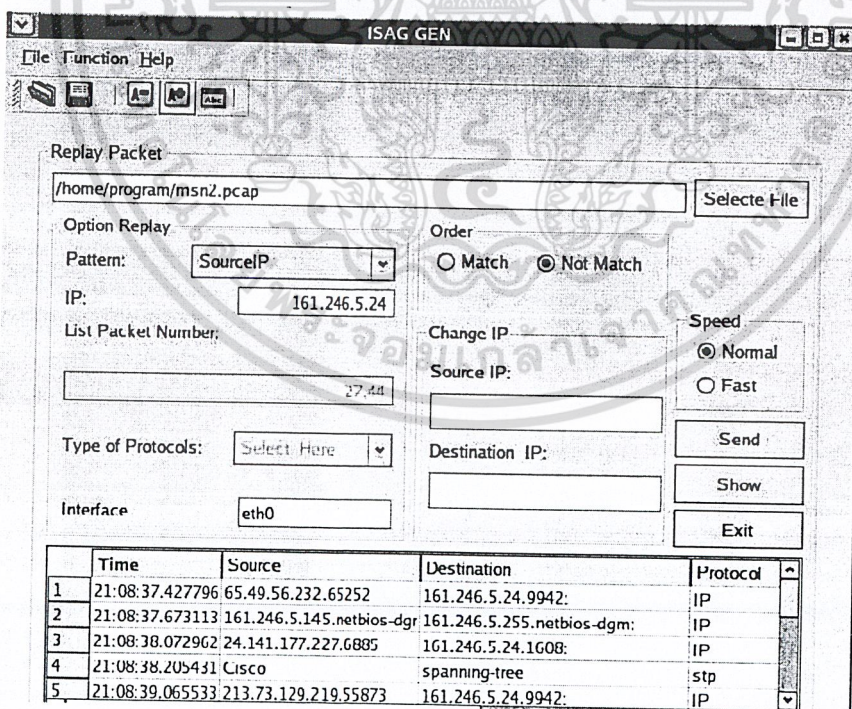 ISAG GEN
File Function Help
Abc
Replay Packet
/home/program/msn2.pcap
Selecte File
Option Replay
Pattern: SourceIP
IP: 161.246.5.24
List Packet Number:
27,44
Type of Protocols: Select Here
Interface eth0
Order
Match Not Match
Change IP
Source IP:
Destination IP:
Speed
Normal
Fast
Send
Show
Exit
Time Source Destination Protocol
1 21:08:37.427796 65.49.56.232.65252 161.246.5.24.9942: IP
2 21:08:37.673113 161.246.5.145.netbios-dgr 161.246.5.255.netbios-dgm: IP
3 21:08:38.072962 24.141.177.227.6885 161.246.5.24.1608: IP
4 21:08:38.205431 Cisco spanning-tree stp
5 21:08:39.065533 213.73.129.219.55873 161.246.5.24.9942: IP